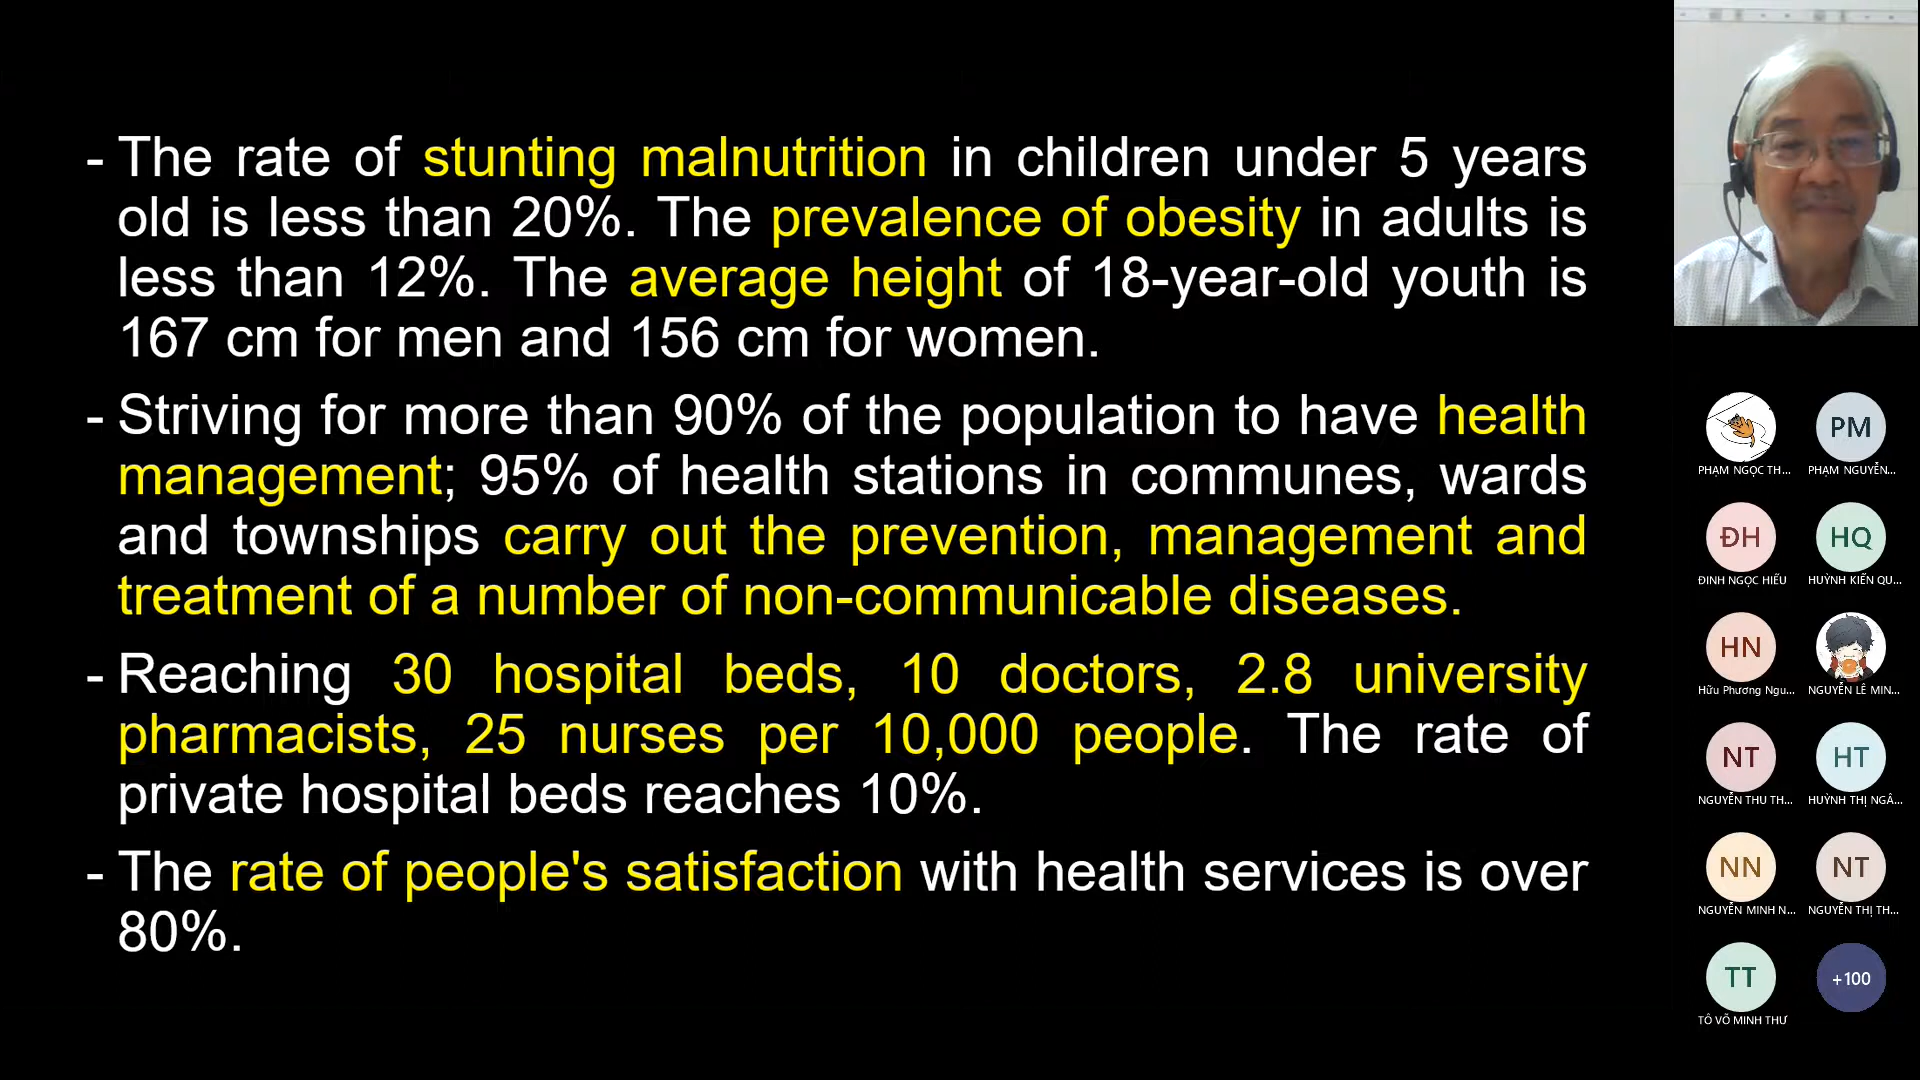 - The rate of stunting malnutrition in children under 5 years
old is less than 20%. The prevalence of obesity in adults is
less than 12%. The average height of 18-year-old youth is
167 cm for men and 156 cm for women.
- Striving for more than 90% of the population to have health
management; 95% of health stations in communes, wards
and townships carry out the prevention, management and
treatment of a number of non-communicable diseases.
- Reaching 30 hospital beds, 10 doctors, 2.8 university
pharmacists, 25 nurses per 10,000 people. The rate of
private hospital beds reaches 10%.
- The rate of people's satisfaction with health services is over
80%.
PM
PHẠM NGỌC TH... PHẠM NGUYỄN...
ĐH HQ
ĐINH NGỌC HIẾU HUỲNH KIẾN QU...
HN
Hữu Phương Ngu... NGUYỄN LÊ MIN...
NT HT
NGUYỄN THU TH... HUỲNH THỊ NGÂ...
NN NT
NGUYỄN MINH N... NGUYỄN THỊ TH...
TT +100
TÔ VÕ MINH THƯ